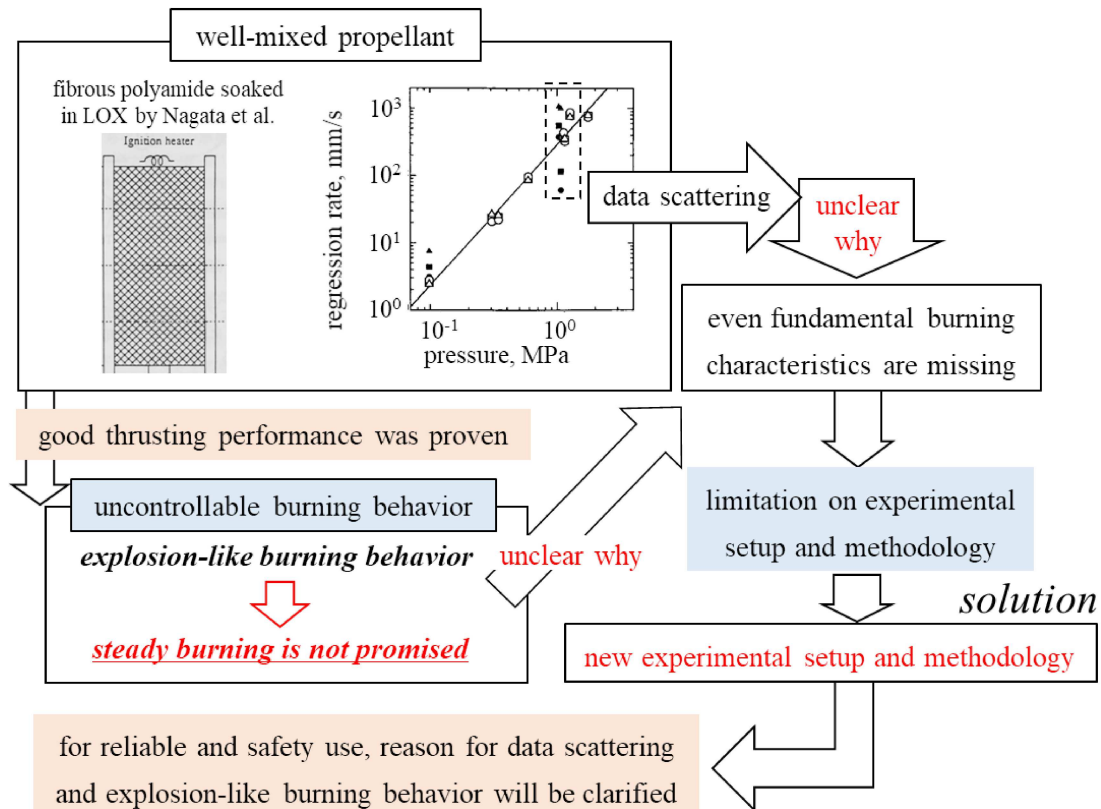 well-mixed propellant
fibrous polyamide soaked
in LOX by Nagata et al.
Ignition heater
regression rate, mm/s
10³
10²
10¹
10⁰
10⁻¹
10⁰
pressure, MPa
data scattering
unclear
why
even fundamental burning
characteristics are missing
good thrusting performance was proven
uncontrollable burning behavior
explosion-like burning behavior
unclear why
steady burning is not promised
limitation on experimental
setup and methodology
solution
new experimental setup and methodology
for reliable and safety use, reason for data scattering
and explosion-like burning behavior will be clarified